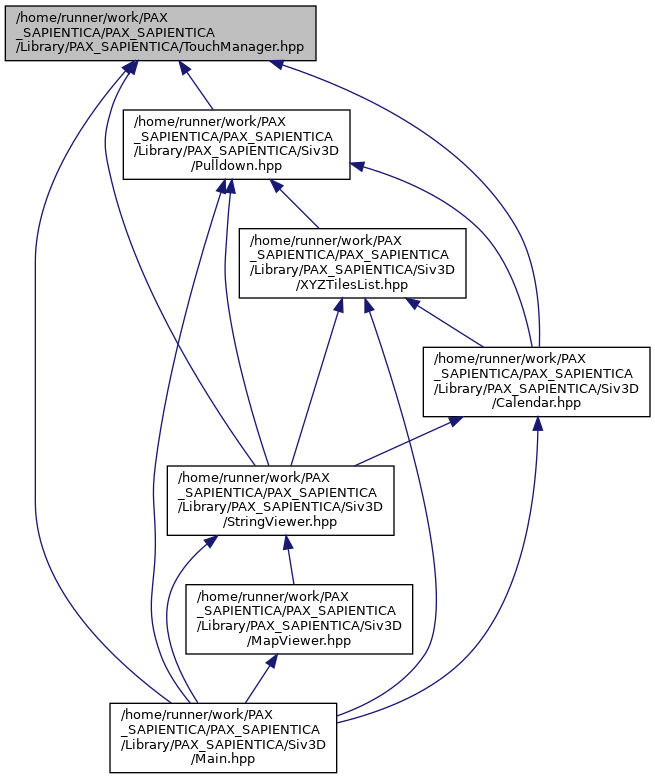 /home/runner/work/PAX
_SAPIENTICA/PAX_SAPIENTICA
/Library/PAX_SAPIENTICA/TouchManager.hpp
/home/runner/work/PAX
_SAPIENTICA/PAX_SAPIENTICA
/Library/PAX_SAPIENTICA/Siv3D
/Pulldown.hpp
/home/runner/work/PAX
_SAPIENTICA/PAX_SAPIENTICA
/Library/PAX_SAPIENTICA/Siv3D
/XYZTilesList.hpp
/home/runner/work/PAX
_SAPIENTICA/PAX_SAPIENTICA
/Library/PAX_SAPIENTICA/Siv3D
/Calendar.hpp
/home/runner/work/PAX
_SAPIENTICA/PAX_SAPIENTICA
/Library/PAX_SAPIENTICA/Siv3D
/StringViewer.hpp
/home/runner/work/PAX
_SAPIENTICA/PAX_SAPIENTICA
/Library/PAX_SAPIENTICA/Siv3D
/MapViewer.hpp
/home/runner/work/PAX
_SAPIENTICA/PAX_SAPIENTICA
/Library/PAX_SAPIENTICA/Siv3D
/Main.hpp